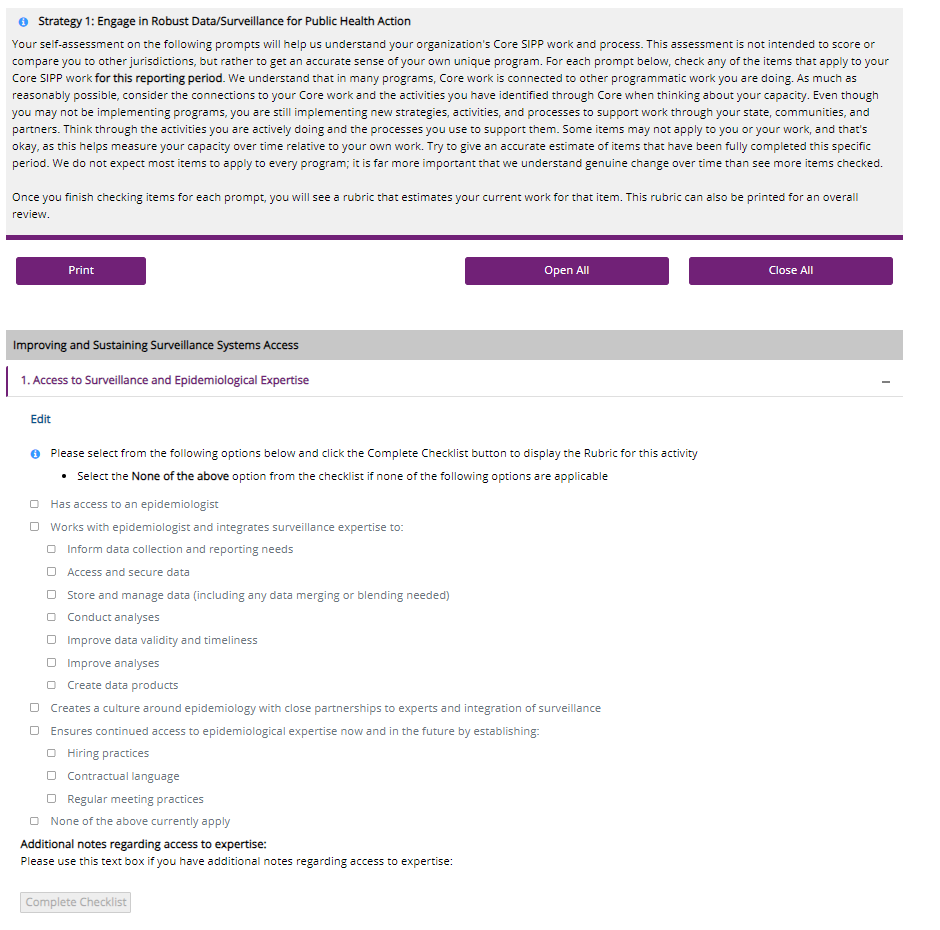 Strategy 1: Engage in Robust Data/Surveillance for Public Health Action
Your self-assessment on the following prompts will help us understand your organization's Core SIPP work and process. This assessment is not intended to score or
compare you to other jurisdictions, but rather to get an accurate sense of your own unique program. For each prompt below, check any of the items that apply to your
Core SIPP work for this reporting period. We understand that in many programs, Core work is connected to other programmatic work you are doing. As much as
reasonably possible, consider the connections to your Core work and the activities you have identified through Core when thinking about your capacity. Even though
you may not be implementing programs, you are still implementing new strategies, activities, and processes to support work through your state, communities, and
partners. Think through the activities you are actively doing and the processes you use to support them. Some items may not apply to you or your work, and that's
okay, as this helps measure your capacity over time relative to your own work. Try to give an accurate estimate of items that have been fully completed this specific
period. We do not expect most items to apply to every program; it is far more important that we understand genuine change over time than see more items checked.
Once you finish checking items for each prompt, you will see a rubric that estimates your current work for that item. This rubric can also be printed for an overall
review.
Print
Open All
Close All
Improving and Sustaining Surveillance Systems Access
1. Access to Surveillance and Epidemiological Expertise
Edit
Please select from the following options below and click the Complete Checklist button to display the Rubric for this activity
• Select the None of the above option from the checklist if none of the following options are applicable
Has access to an epidemiologist
Works with epidemiologist and integrates surveillance expertise to:
Inform data collection and reporting needs
Access and secure data
Store and manage data (including any data merging or blending needed)
Conduct analyses
Improve data validity and timeliness
Improve analyses
Create data products
Creates a culture around epidemiology with close partnerships to experts and integration of surveillance
Ensures continued access to epidemiological expertise now and in the future by establishing:
Hiring practices
Contractual language
Regular meeting practices
None of the above currently apply
Additional notes regarding access to expertise:
Please use this text box if you have additional notes regarding access to expertise:
Complete Checklist